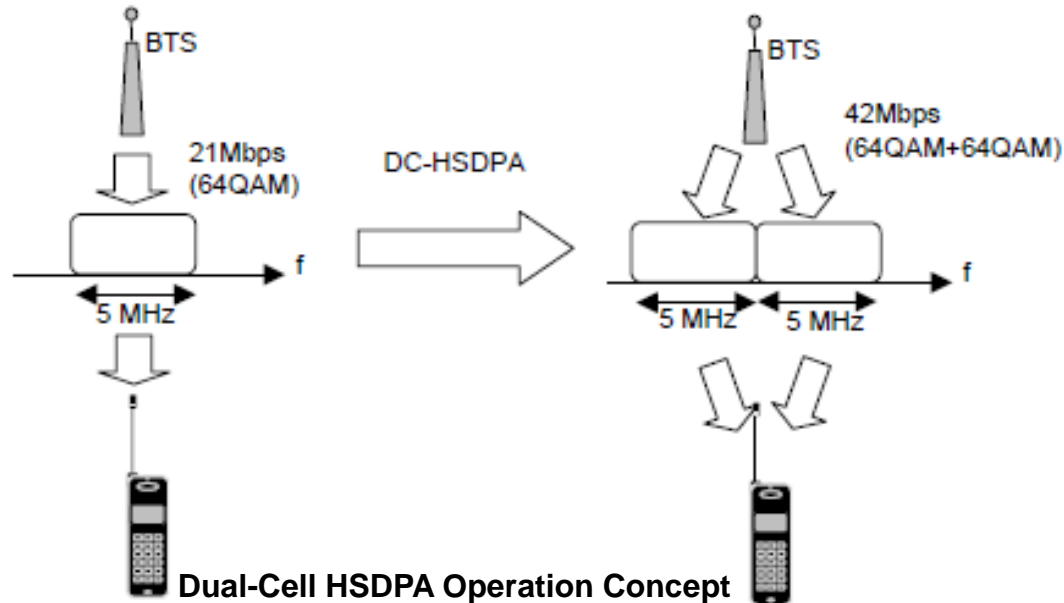 BTS
21Mbps
(64QAM)
f
5 MHz
DC-HSDPA
BTS
42Mbps
(64QAM+64QAM)
f
5 MHz
5 MHz
Dual-Cell HSDPA Operation Concept